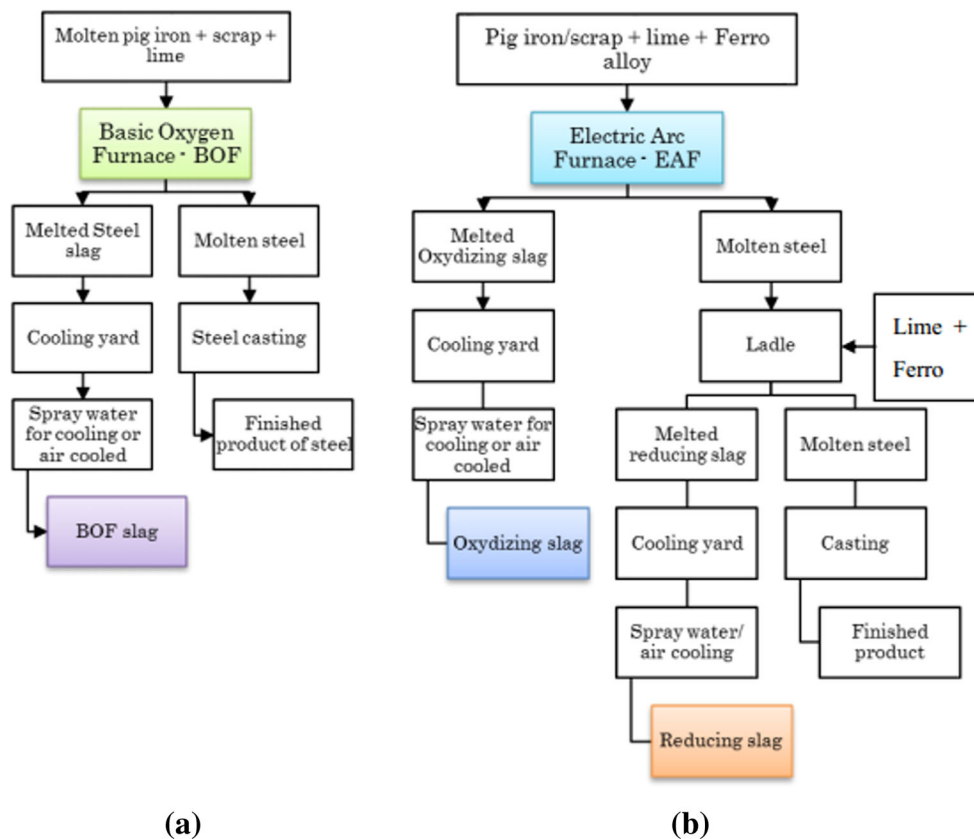 Molten pig iron + scrap +
lime
Basic Oxygen
Furnace - BOF
Melted Steel
slag
Molten steel
Cooling yard
Steel casting
Spray water
for cooling or
air cooled
Finished
product of steel
BOF slag
(a)
Pig iron/scrap + lime + Ferro
alloy
Electric Arc
Furnace - EAF
Melted
Oxydizing slag
Molten steel
Cooling yard
Ladle
Lime +
Ferro
Spray water for
cooling or air
cooled
Melted
reducing slag
Molten steel
Oxydizing slag
Cooling yard
Casting
Spray water/
air cooling
Finished
product
Reducing slag
(b)